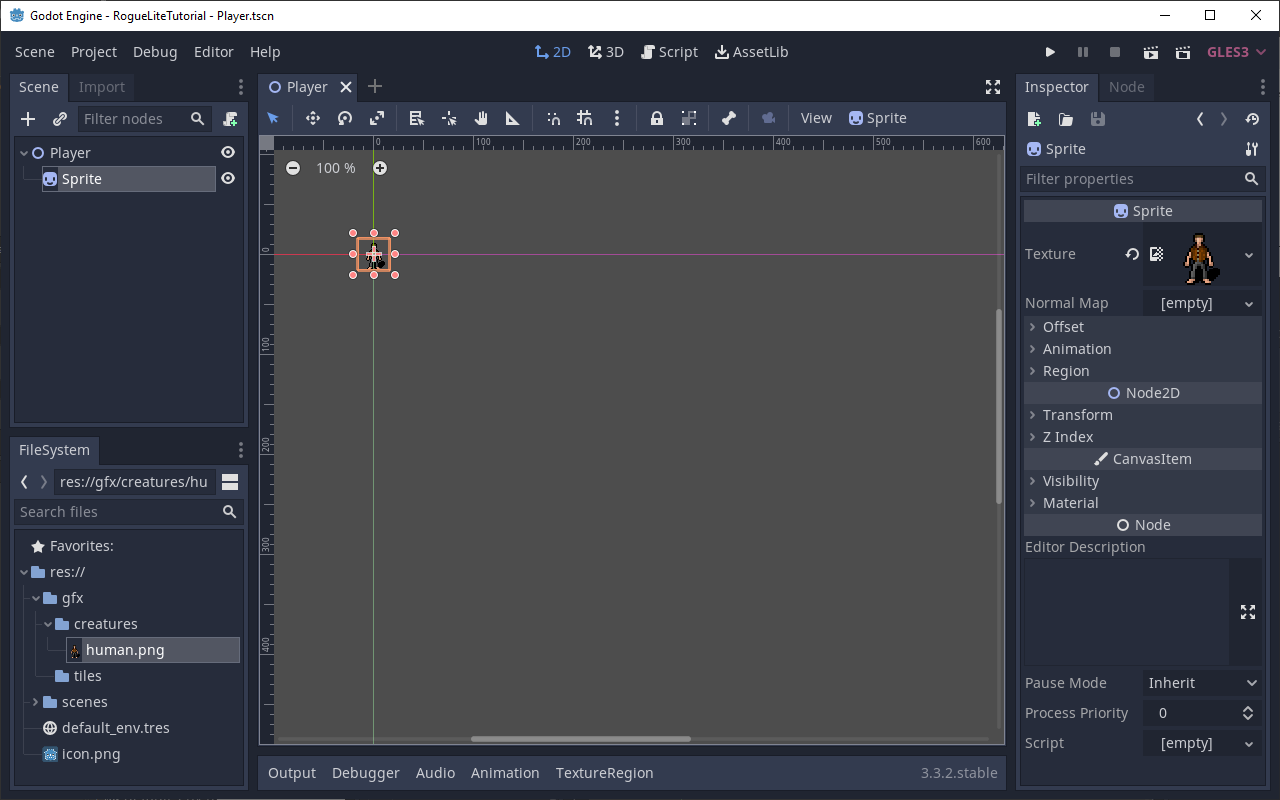 Godot Engine - RogueLiteTutorial - Player.tscn
Scene Project Debug Editor Help 2D 3D Script AssetLib GLES3
Scene Import
Filter nodes
Player
Sprite
FileSystem
res://gfx/creatures/hu
Search files
Favorites:
res://
gfx
creatures
human.png
tiles
scenes
default_env.tres
icon.png
Player
View Sprite
0 100 200 300 400 500 600
100 %
0
100
200
300
400
Output Debugger Audio Animation TextureRegion 3.3.2.stable
Inspector Node
Sprite
Filter properties
Sprite
Texture
Normal Map [empty]
Offset
Animation
Region
Node2D
Transform
Z Index
CanvasItem
Visibility
Material
Node
Editor Description
Pause Mode Inherit
Process Priority 0
Script [empty]